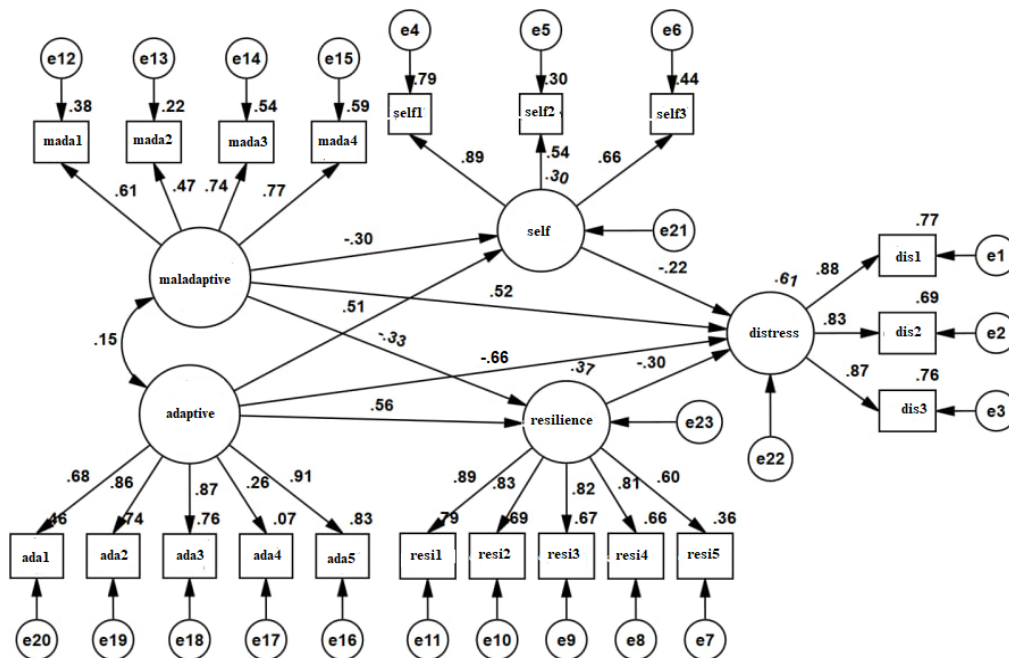 e12 e13 e14 e15 e4 e5 e6
.38 .22 .54 .59 .79 .30 .44
mada1 mada2 mada3 mada4 self1 self2 self3
.61 .47 .74 .77 .89 .54 .66
.30
self e21
maladaptive
-.30 -.22
.52
.51
-.33
.15
-.66
.37
-.30
.56
.61
distress
.77
.88 dis1 e1
.69
.83 dis2 e2
.76
.87 dis3 e3
e22
adaptive resilience e23
.68 .86 .87 .26 .91 .89 .83 .82 .81 .60
.46 .74 .76 .07 .83 .79 .69 .67 .66 .36
ada1 ada2 ada3 ada4 ada5 resi1 resi2 resi3 resi4 resi5
e20 e19 e18 e17 e16 e11 e10 e9 e8 e7